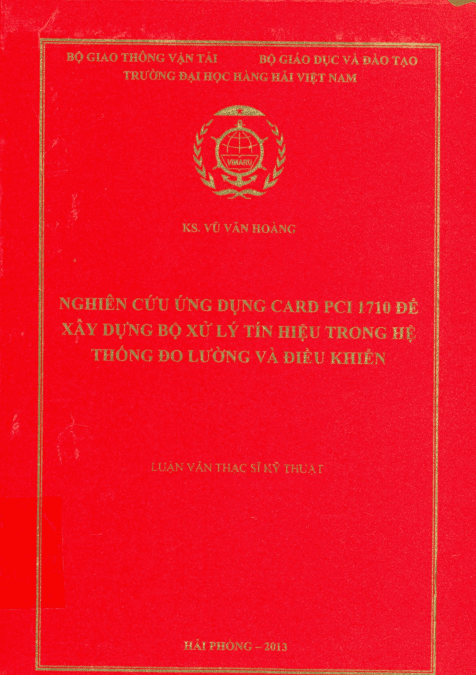 BỘ GIAO THÔNG VẬN TẢI BỘ GIÁO DỤC VÀ ĐÀO TẠO
TRƯỜNG ĐẠI HỌC HÀNG HẢI VIỆT NAM
VIMARU
KS. VŨ VĂN HOÀNG
NGHIÊN CỨU ỨNG DỤNG CARD PCI 1710 ĐỂ
XÂY DỰNG BỘ XỬ LÝ TÍN HIỆU TRONG HỆ
THỐNG ĐO LƯỜNG VÀ ĐIỀU KHIỂN
LUẬN VĂN THẠC SĨ KỸ THUẬT
HẢI PHÒNG – 2013